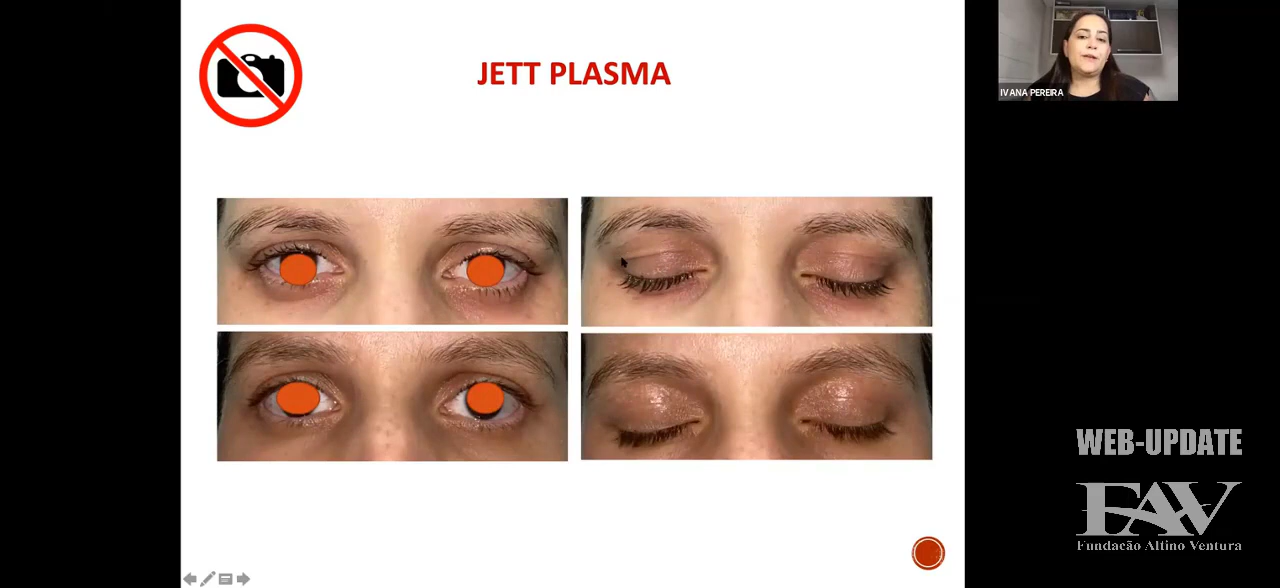 JETT PLASMA
IVANA PEREIRA
WEB-UPDATE
FAV
Fundação Altino Ventura